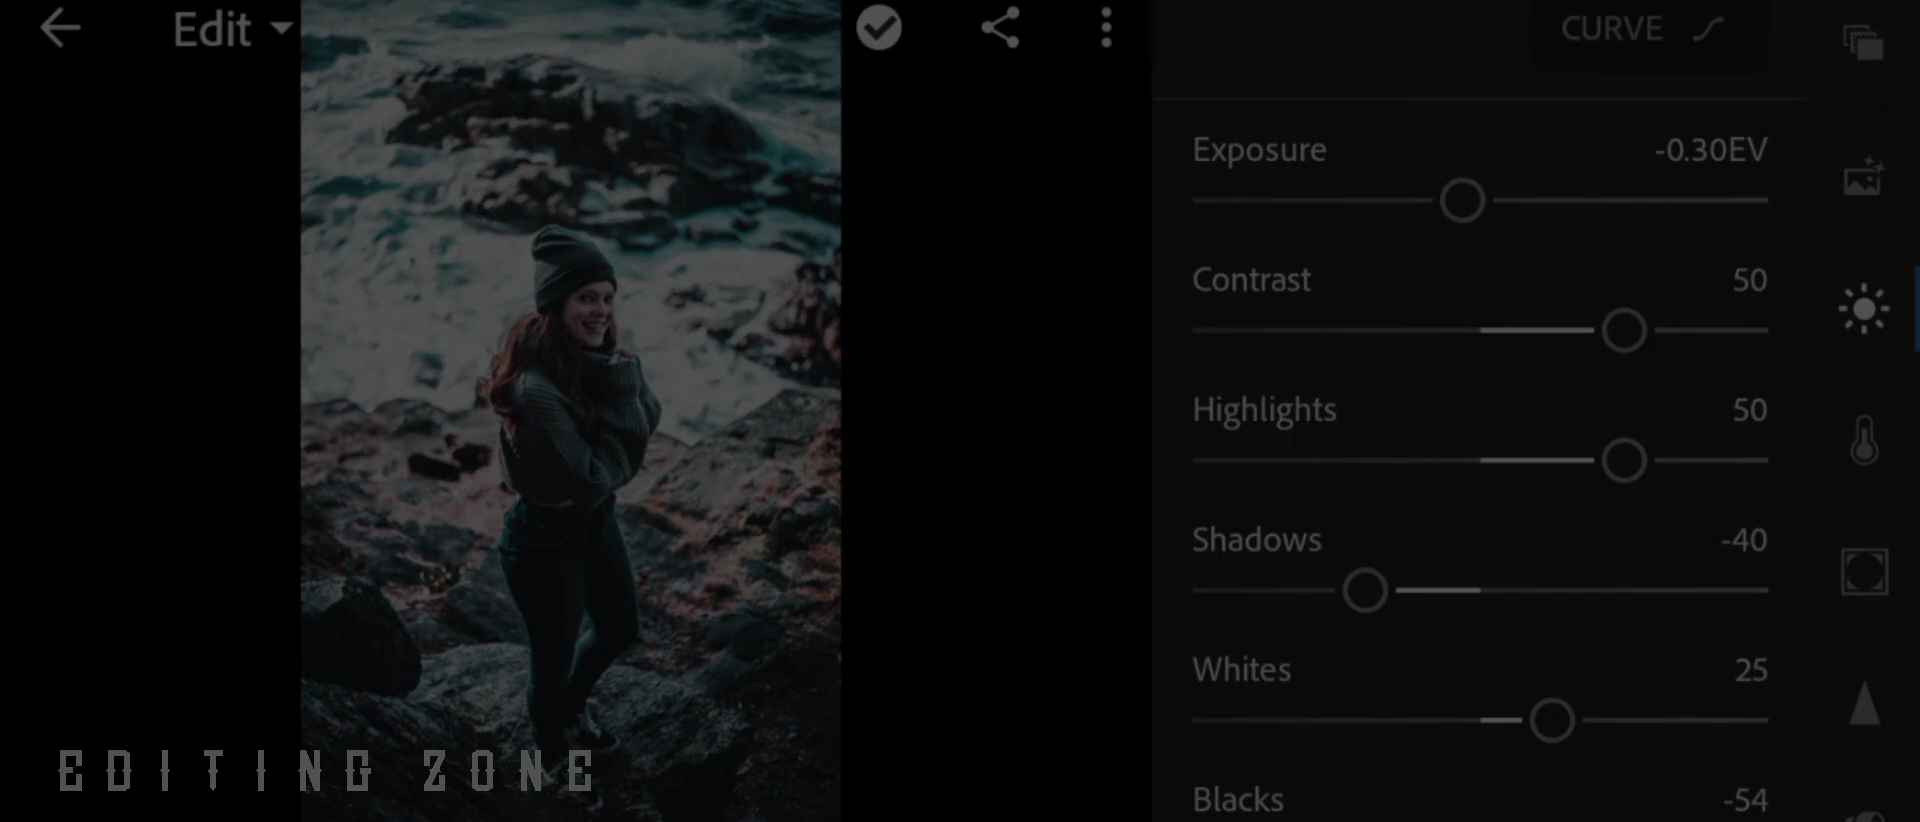 Edit
CURVE
Exposure -0.30EV
Contrast 50
Highlights 50
Shadows -40
Whites 25
Blacks -54
EDITING ZONE